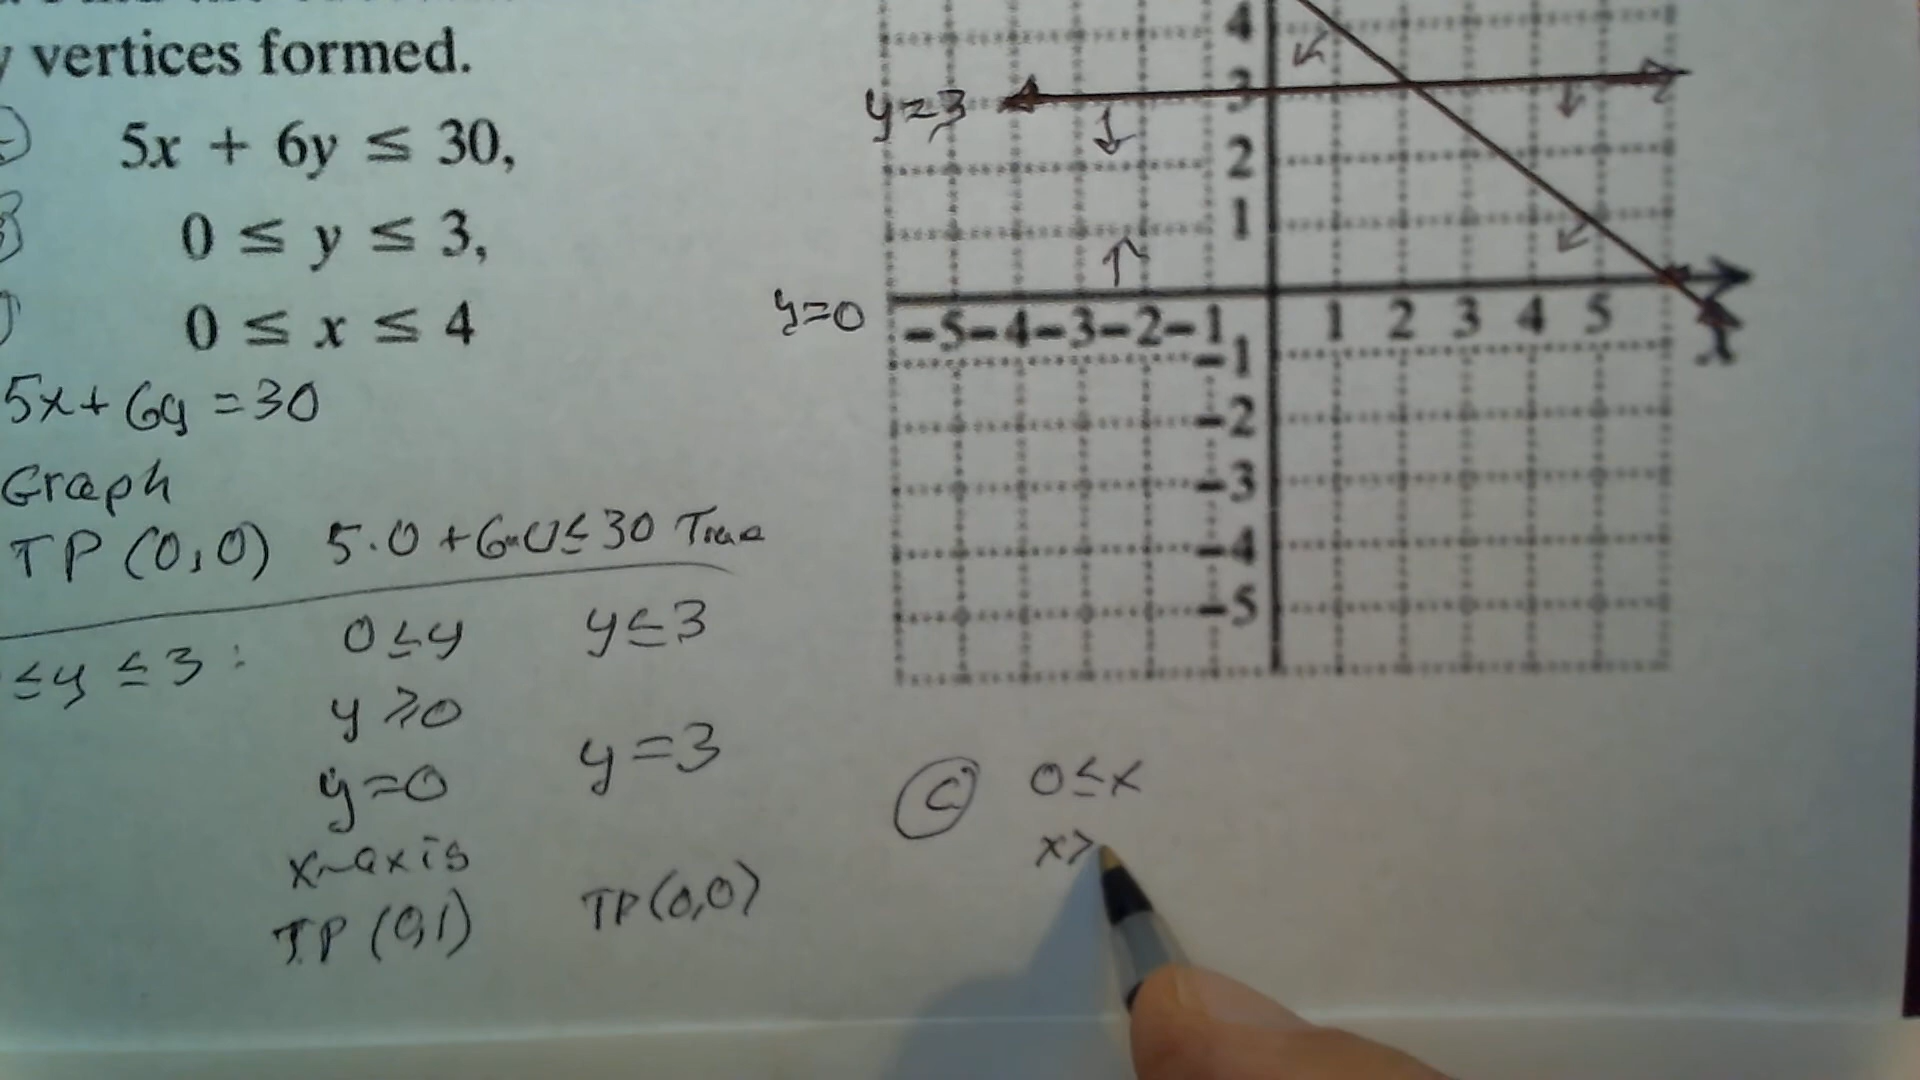 vertices formed.
5x + 6y ≤ 30,
0 ≤ y ≤ 3,
0 ≤ x ≤ 4
5x + 6y = 30
Graph
TP (0,0) 5·0 + 6·0 ≤ 30 True
≤ y ≤ 3 : 0 ≤ y y ≤ 3
y ≥ 0
y = 0 y = 3
x-axis
TP (0,1) TP (0,0)
4
y = 3 3
2
1
y = 0
-5 -4 -3 -2 -1 1 2 3 4 5
x
-1
-2
-3
-4
-5
C 0 ≤ x
x >